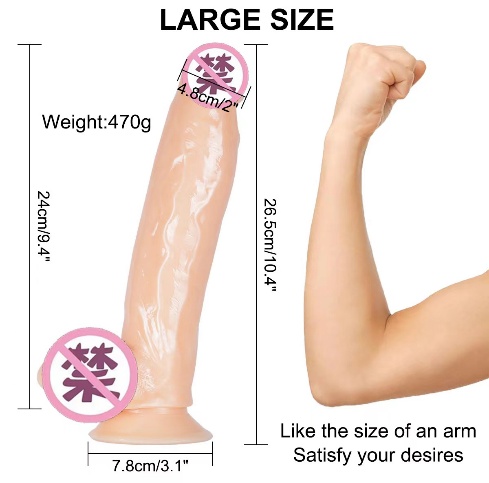 LARGE SIZE
禁
4.8cm/2"
Weight:470g
24cm/9.4"
26.5cm/10.4"
禁
7.8cm/3.1"
Like the size of an arm
Satisfy your desires